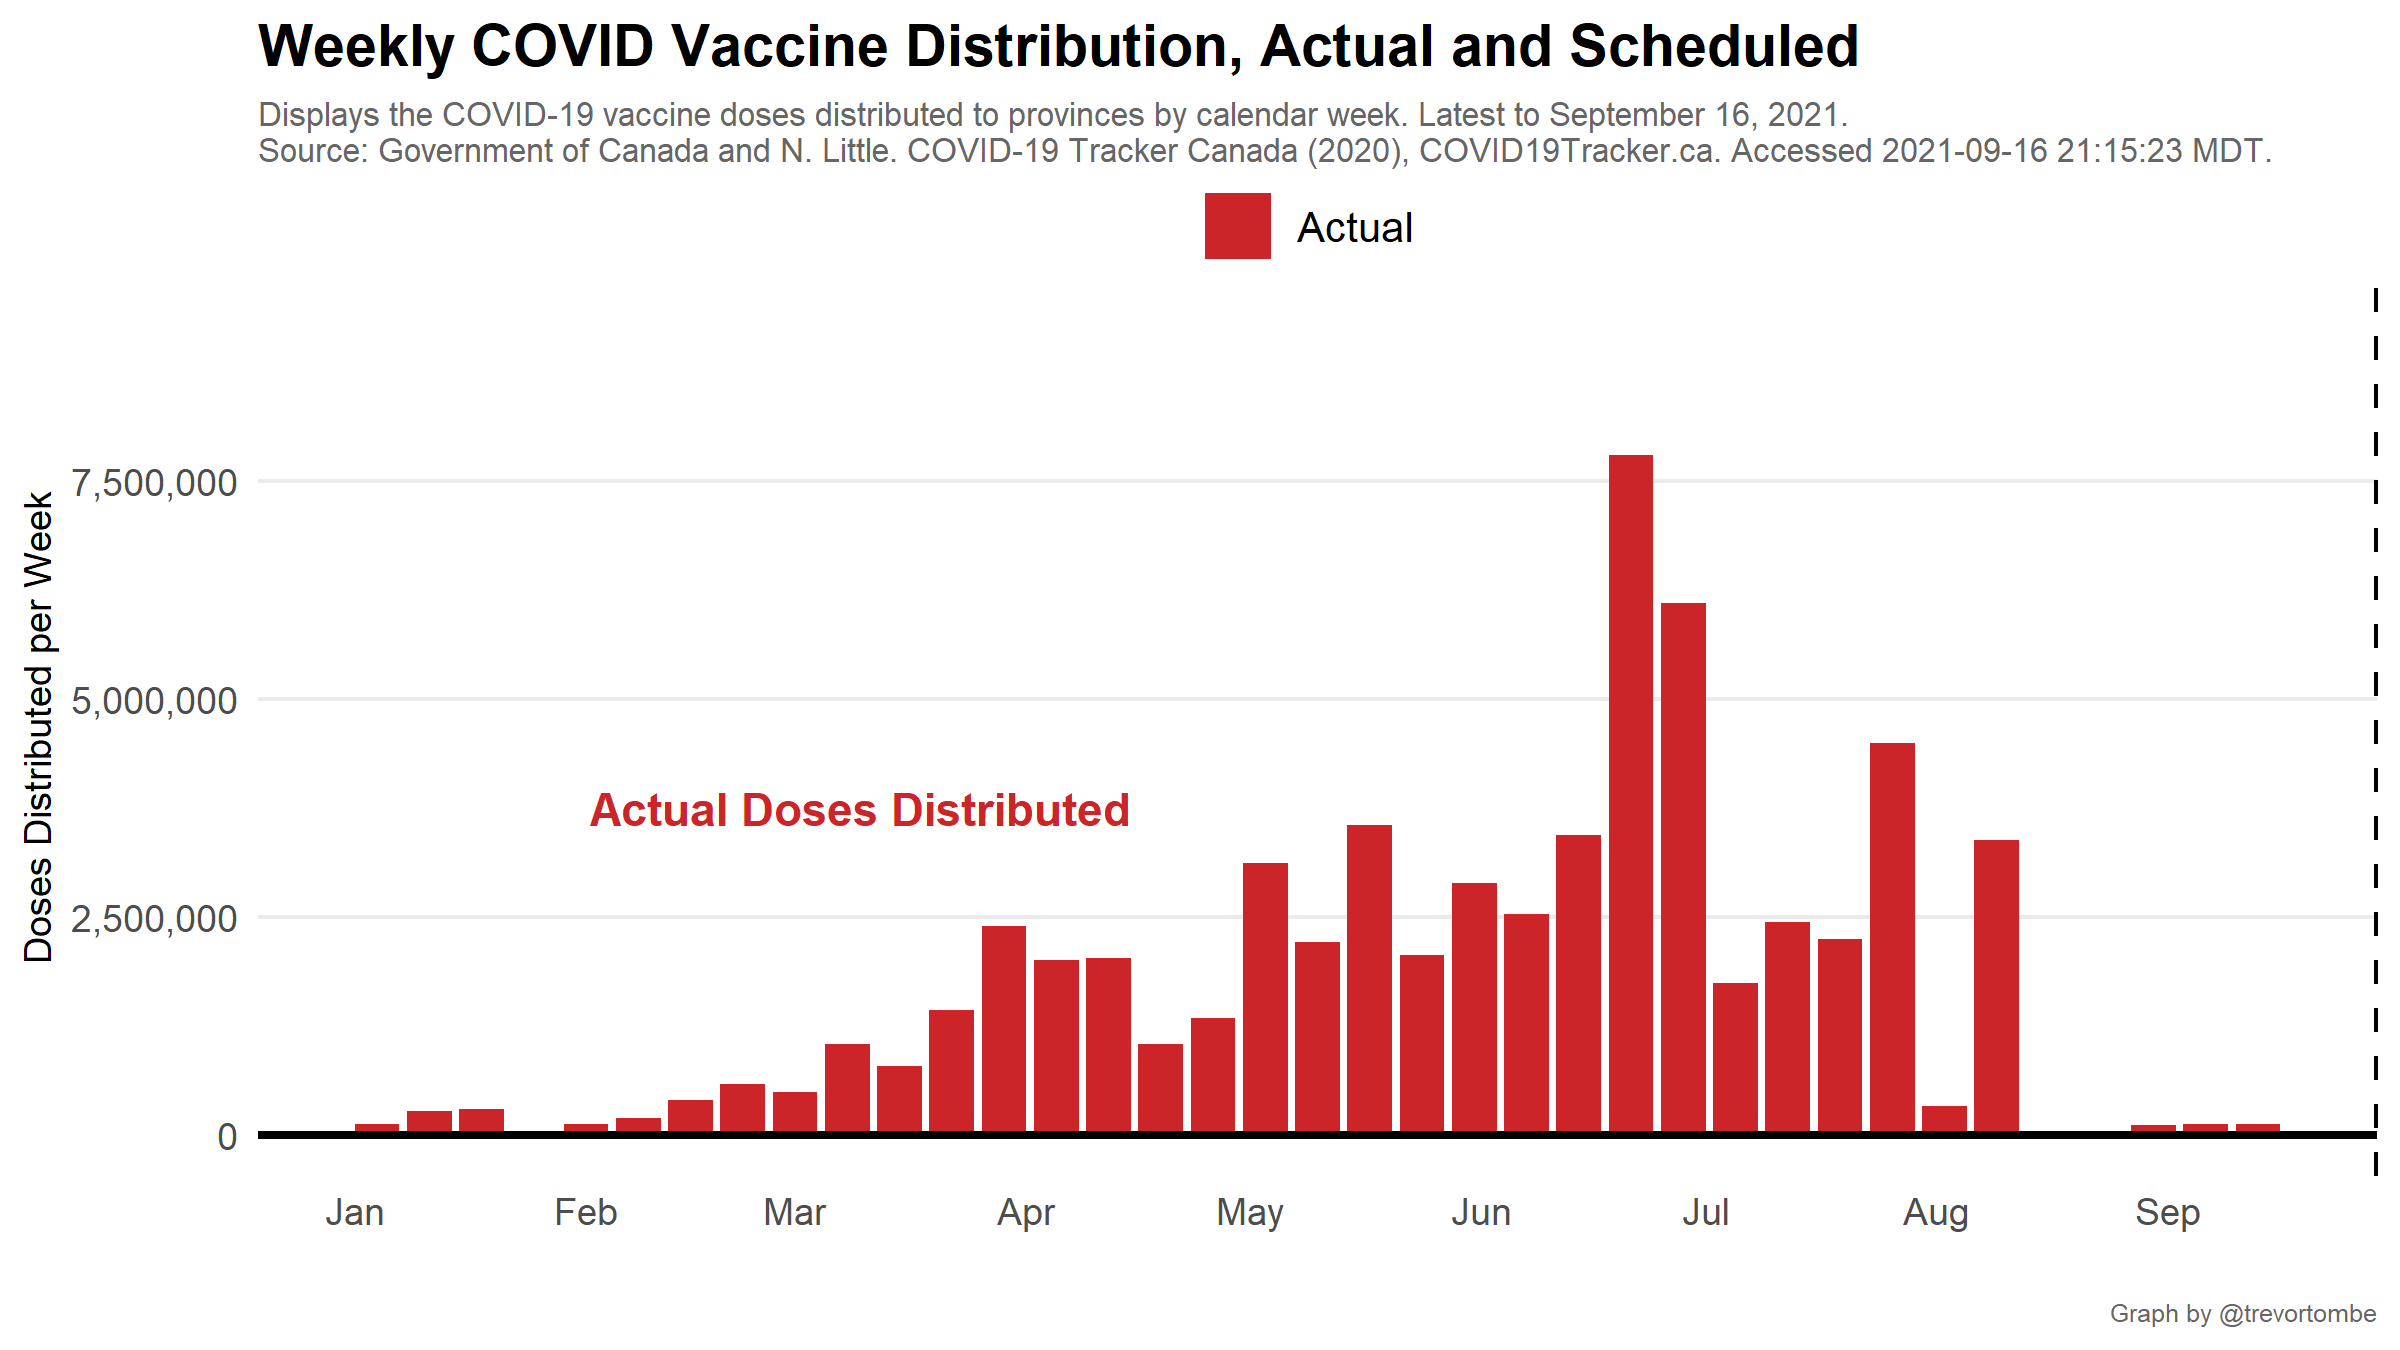 Weekly COVID Vaccine Distribution, Actual and Scheduled
Displays the COVID-19 vaccine doses distributed to provinces by calendar week. Latest to September 16, 2021.
Source: Government of Canada and N. Little. COVID-19 Tracker Canada (2020), COVID19Tracker.ca. Accessed 2021-09-16 21:15:23 MDT.
Actual
Doses Distributed per Week
7,500,000
5,000,000
2,500,000
0
Actual Doses Distributed
Jan Feb Mar Apr May Jun Jul Aug Sep
Graph by @trevortombe